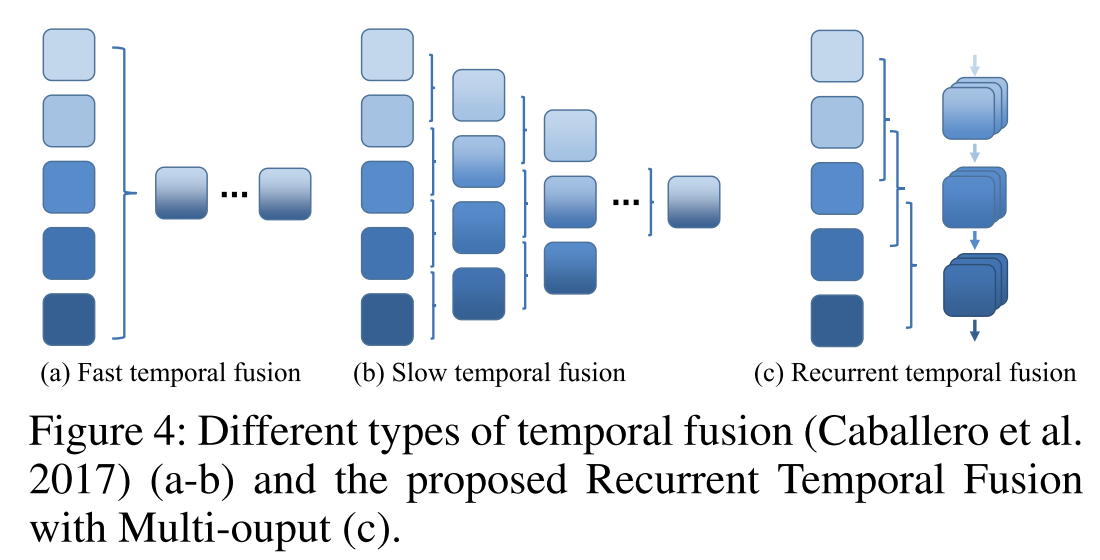 (a) Fast temporal fusion
(b) Slow temporal fusion
(c) Recurrent temporal fusion
Figure 4: Different types of temporal fusion (Caballero et al.
2017) (a-b) and the proposed Recurrent Temporal Fusion
with Multi-ouput (c).